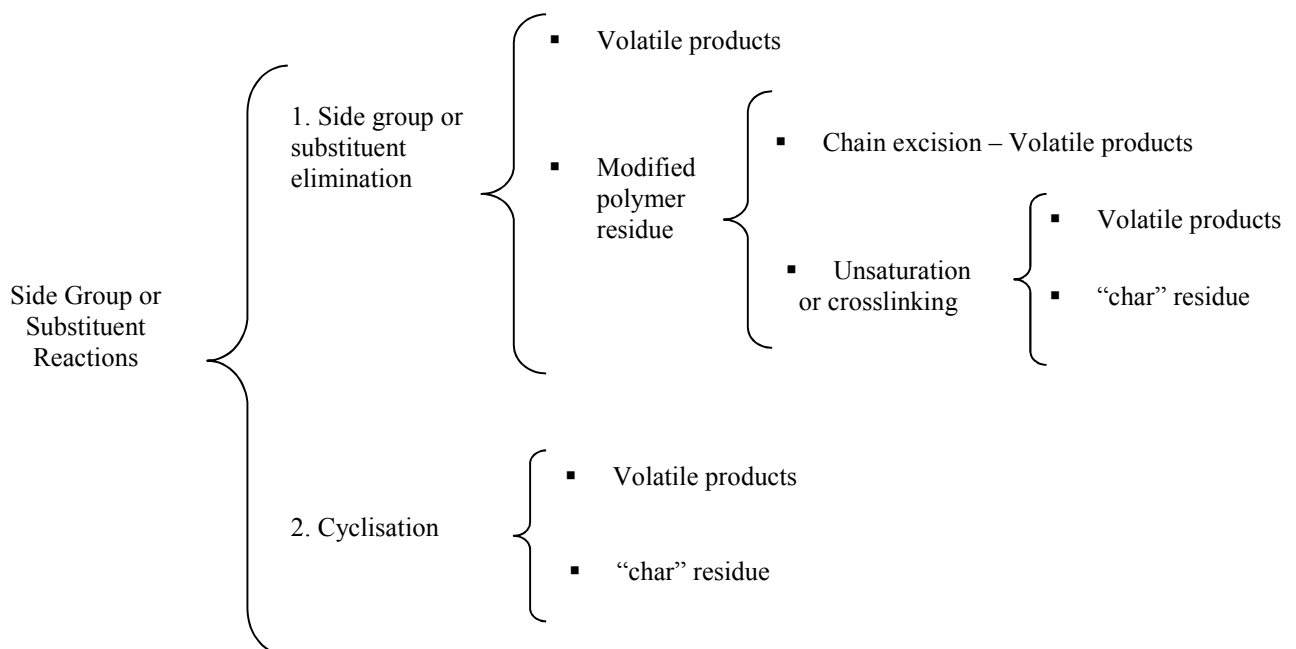 Side Group or
Substituent
Reactions
1. Side group or
substituent
elimination
▪ Volatile products
▪ Modified
polymer
residue
▪ Chain excision – Volatile products
▪ Unsaturation
or crosslinking
▪ Volatile products
▪ “char” residue
2. Cyclisation
▪ Volatile products
▪ “char” residue